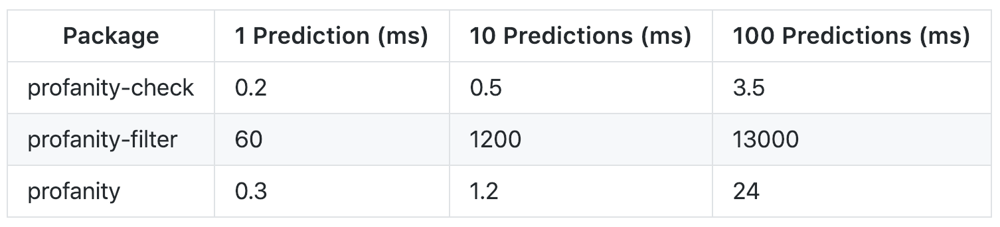 Package 1 Prediction (ms) 10 Predictions (ms) 100 Predictions (ms)
profanity-check 0.2 0.5 3.5
profanity-filter 60 1200 13000
profanity 0.3 1.2 24